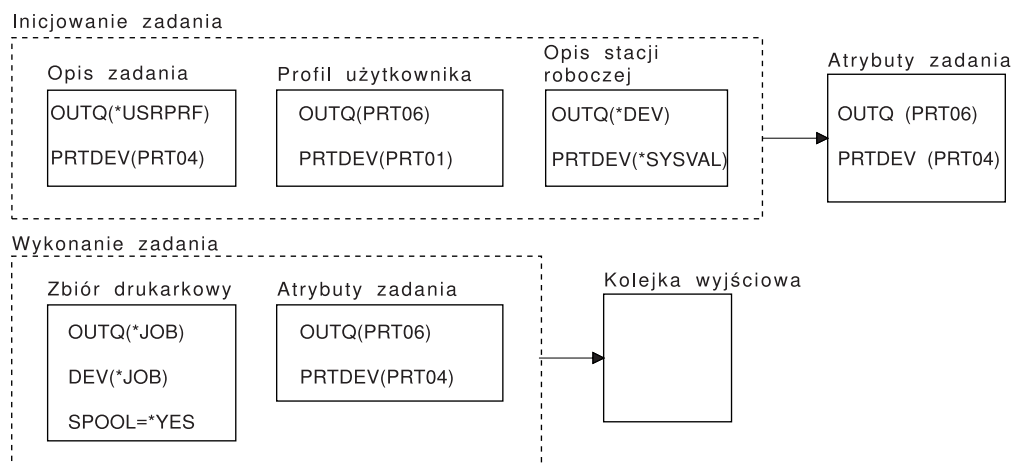 Inicjowanie zadania
Opis zadania
OUTQ(*USRPRF)
PRTDEV(PRT04)
Profil użytkownika
OUTQ(PRT06)
PRTDEV(PRT01)
Opis stacji
roboczej
OUTQ(*DEV)
PRTDEV(*SYSVAL)
Atrybuty zadania
OUTQ (PRT06)
PRTDEV (PRT04)
Wykonanie zadania
Zbiór drukarkowy
OUTQ(*JOB)
DEV(*JOB)
SPOOL=*YES
Atrybuty zadania
OUTQ(PRT06)
PRTDEV(PRT04)
Kolejka wyjściowa